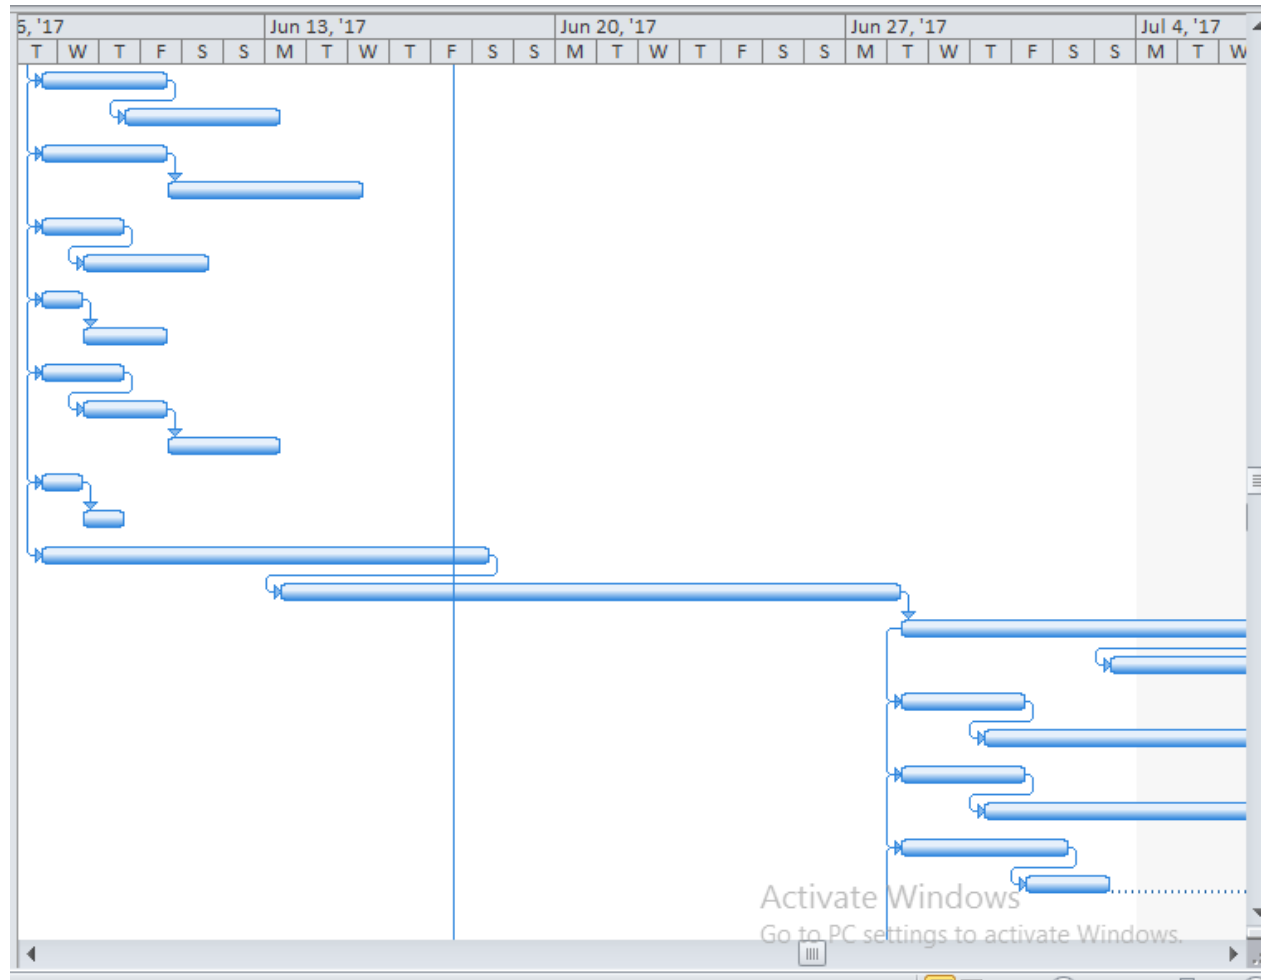 6, '17 Jun 13, '17 Jun 20, '17 Jun 27, '17 Jul 4, '17
T W T F S S M T W T F S S M T W T F S S M T W T F S S M T W
Activate Windows
Go to PC settings to activate Windows.